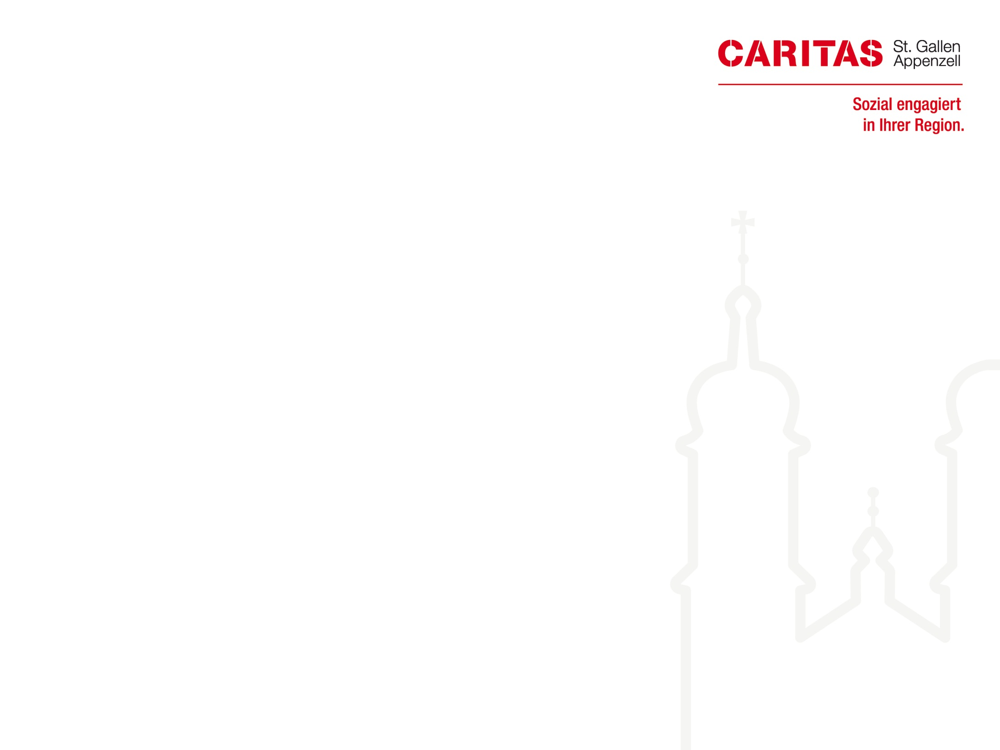 CARITAS St. Gallen
Appenzell
Sozial engagiert
in Ihrer Region.